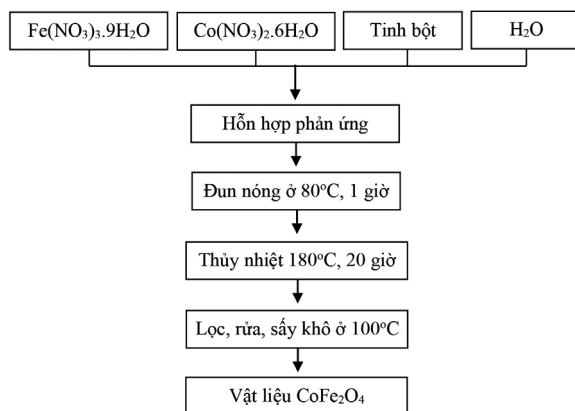 Fe(NO₃)₃.9H₂O
Co(NO₃)₂.6H₂O
Tinh bột
H₂O
Hỗn hợp phản ứng
Đun nóng ở 80°C, 1 giờ
Thủy nhiệt 180°C, 20 giờ
Lọc, rửa, sấy khô ở 100°C
Vật liệu CoFe₂O₄